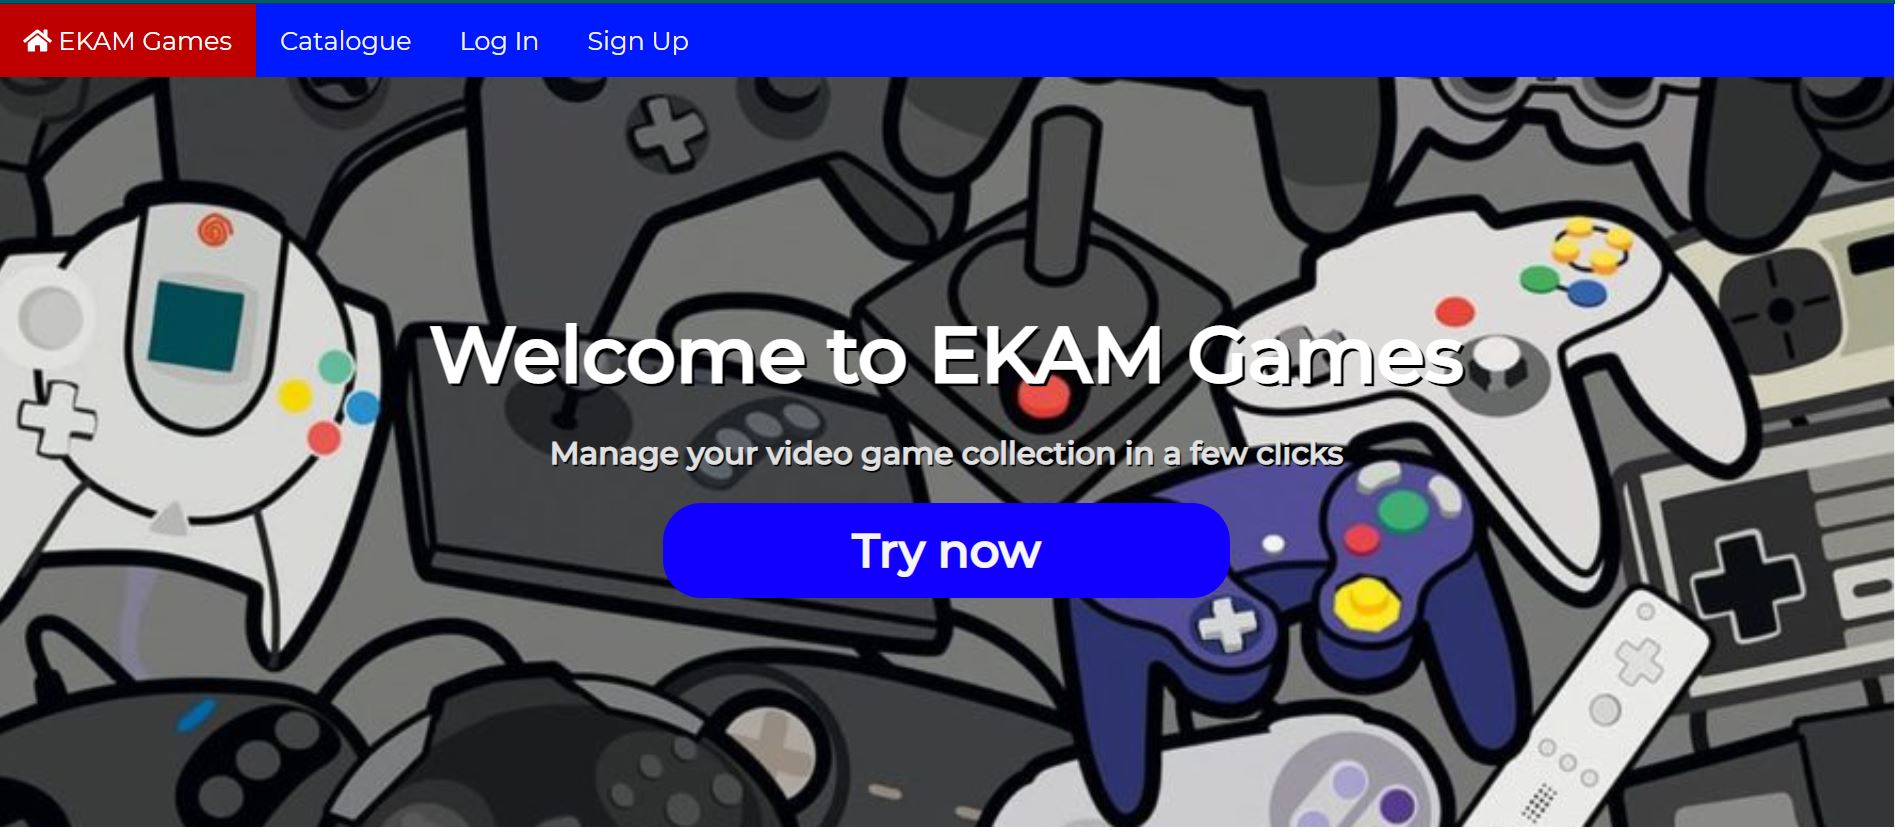 EKAM Games Catalogue Log In Sign Up
Welcome to EKAM Games
Manage your video game collection in a few clicks
Try now